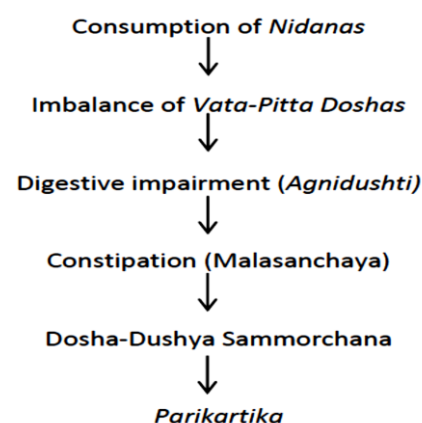 Consumption of Nidanas
Imbalance of Vata-Pitta Doshas
Digestive impairment (Agnidushti)
Constipation (Malasanchaya)
Dosha-Dushya Sammorchana
Parikartika